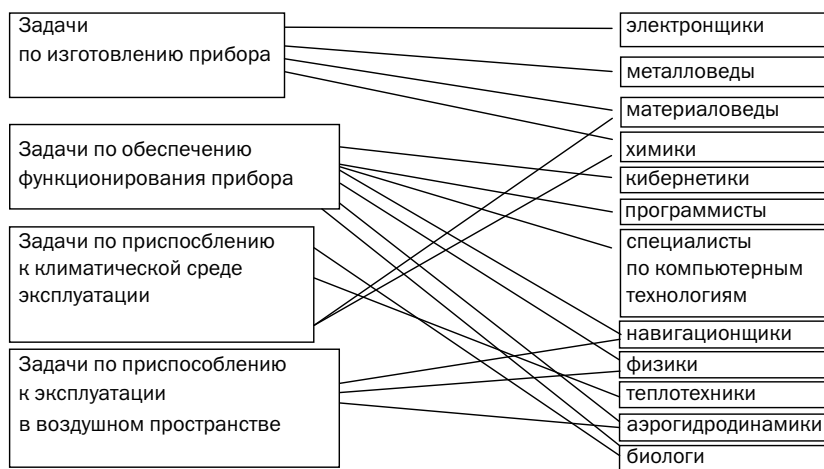 Задачи
по изготовлению прибора
Задачи по обеспечению
функционирования прибора
Задачи по приспосблению
к климатической среде
эксплуатации
Задачи по приспособлению
к эксплуатации
в воздушном пространстве
электронщики
металловеды
материаловеды
химики
кибернетики
программисты
специалисты
по компьютерным
технологиям
навигационщики
физики
теплотехники
аэрогидродинамики
биологи